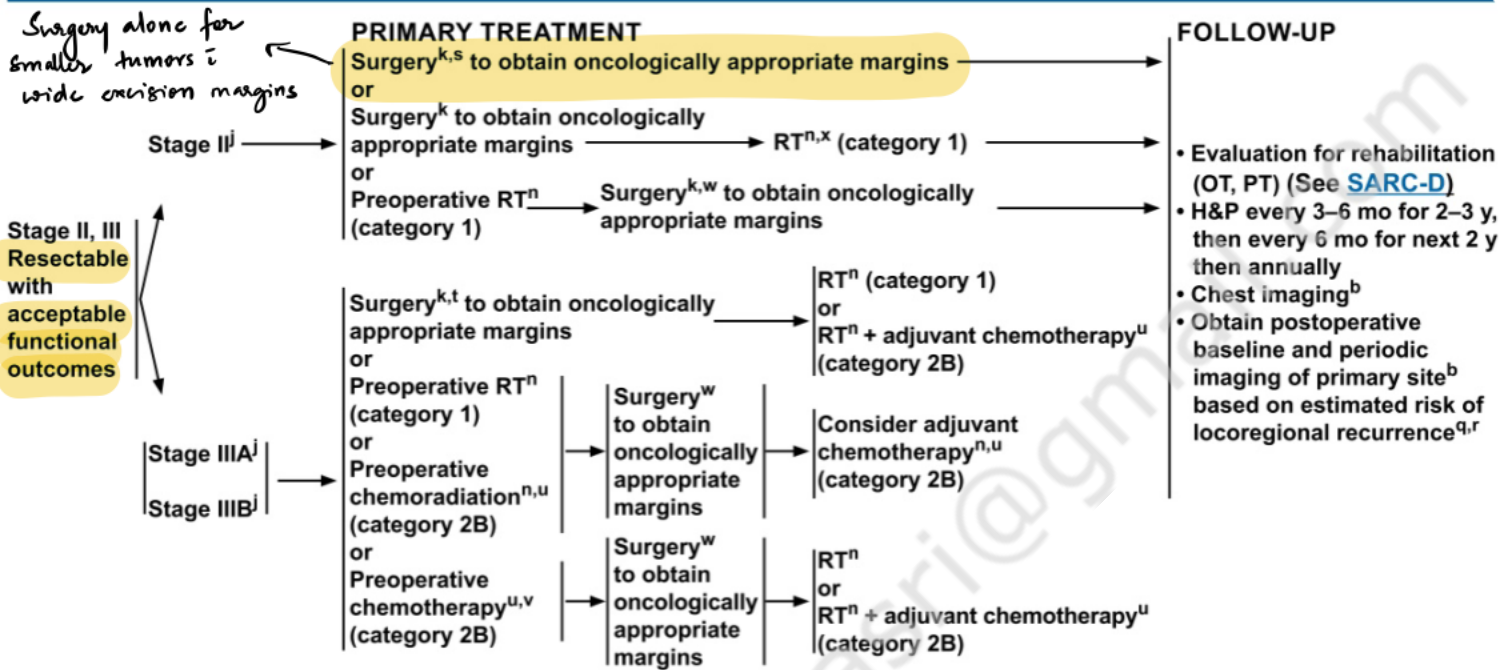 Surgery alone for
smaller tumors c̄
wide excision margins
PRIMARY TREATMENT
Surgeryᵏ,ˢ to obtain oncologically appropriate margins
or
Surgeryᵏ to obtain oncologically
appropriate margins
RTⁿ,ˣ (category 1)
or
Preoperative RTⁿ
(category 1)
Surgeryᵏ,ʷ to obtain oncologically
appropriate margins
Stage IIʲ
Stage II, III
Resectable
with
acceptable
functional
outcomes
Stage IIIAʲ
Stage IIIBʲ
Surgeryᵏ,ᵗ to obtain oncologically
appropriate margins
RTⁿ (category 1)
or
RTⁿ + adjuvant chemotherapyᵘ
(category 2B)
or
Preoperative RTⁿ
(category 1)
or
Preoperative
chemoradiationⁿ,ᵘ
(category 2B)
Surgeryʷ
to obtain
oncologically
appropriate
margins
Consider adjuvant
chemotherapyⁿ,ᵘ
(category 2B)
or
Preoperative
chemotherapyᵘ,ᵛ
(category 2B)
Surgeryʷ
to obtain
oncologically
appropriate
margins
RTⁿ
or
RTⁿ + adjuvant chemotherapyᵘ
(category 2B)
FOLLOW-UP
• Evaluation for rehabilitation
(OT, PT) (See SARC-D)
• H&P every 3–6 mo for 2–3 y,
then every 6 mo for next 2 y
then annually
• Chest imagingᵇ
• Obtain postoperative
baseline and periodic
imaging of primary siteᵇ
based on estimated risk of
locoregional recurrence^q,r
asri@gmail.com